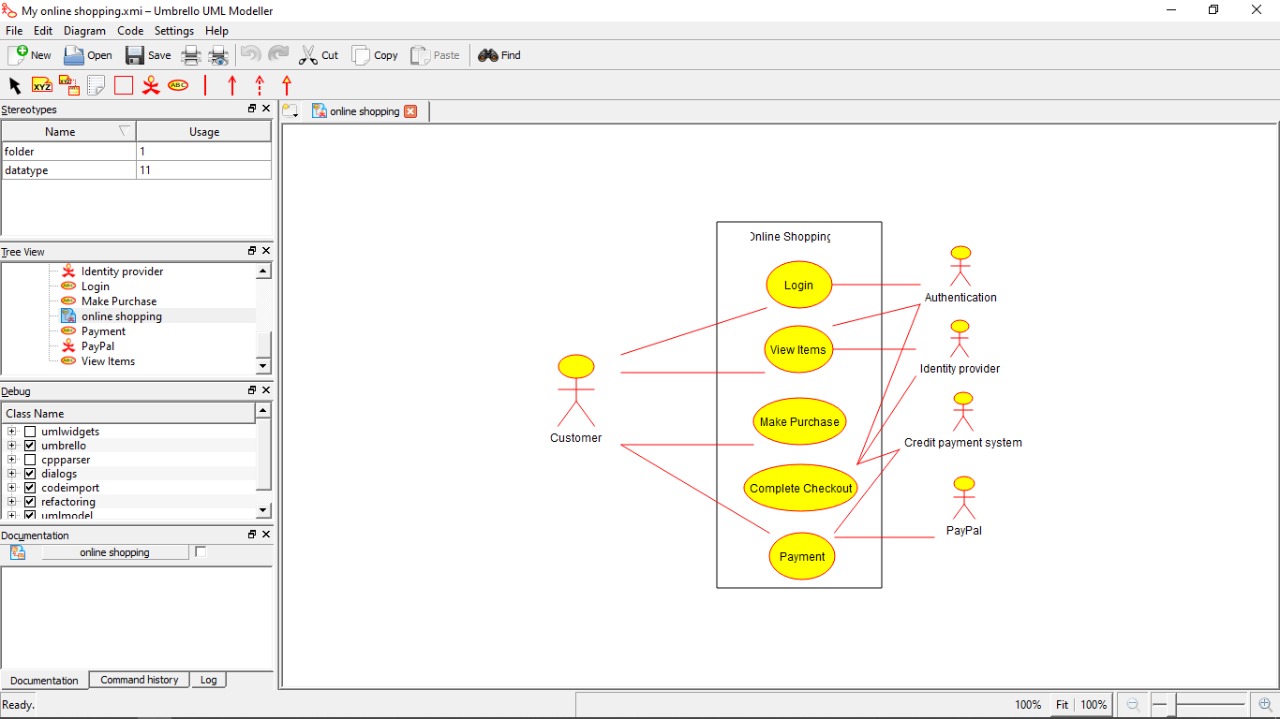 My online shopping.xmi – Umbrello UML Modeller
File Edit Diagram Code Settings Help
New Open Save Cut Copy Paste Find
XYZ XYZ ABC
Stereotypes
Name Usage
folder 1
datatype 11
Tree View
Identity provider
Login
Make Purchase
online shopping
Payment
PayPal
View Items
Debug
Class Name
umlwidgets
umbrello
cppparser
dialogs
codeimport
refactoring
umlmodel
Documentation
online shopping
Documentation Command history Log
Ready.
online shopping
Online Shopping
Login
View Items
Make Purchase
Complete Checkout
Payment
Customer
Authentication
Identity provider
Credit payment system
PayPal
100% Fit 100%